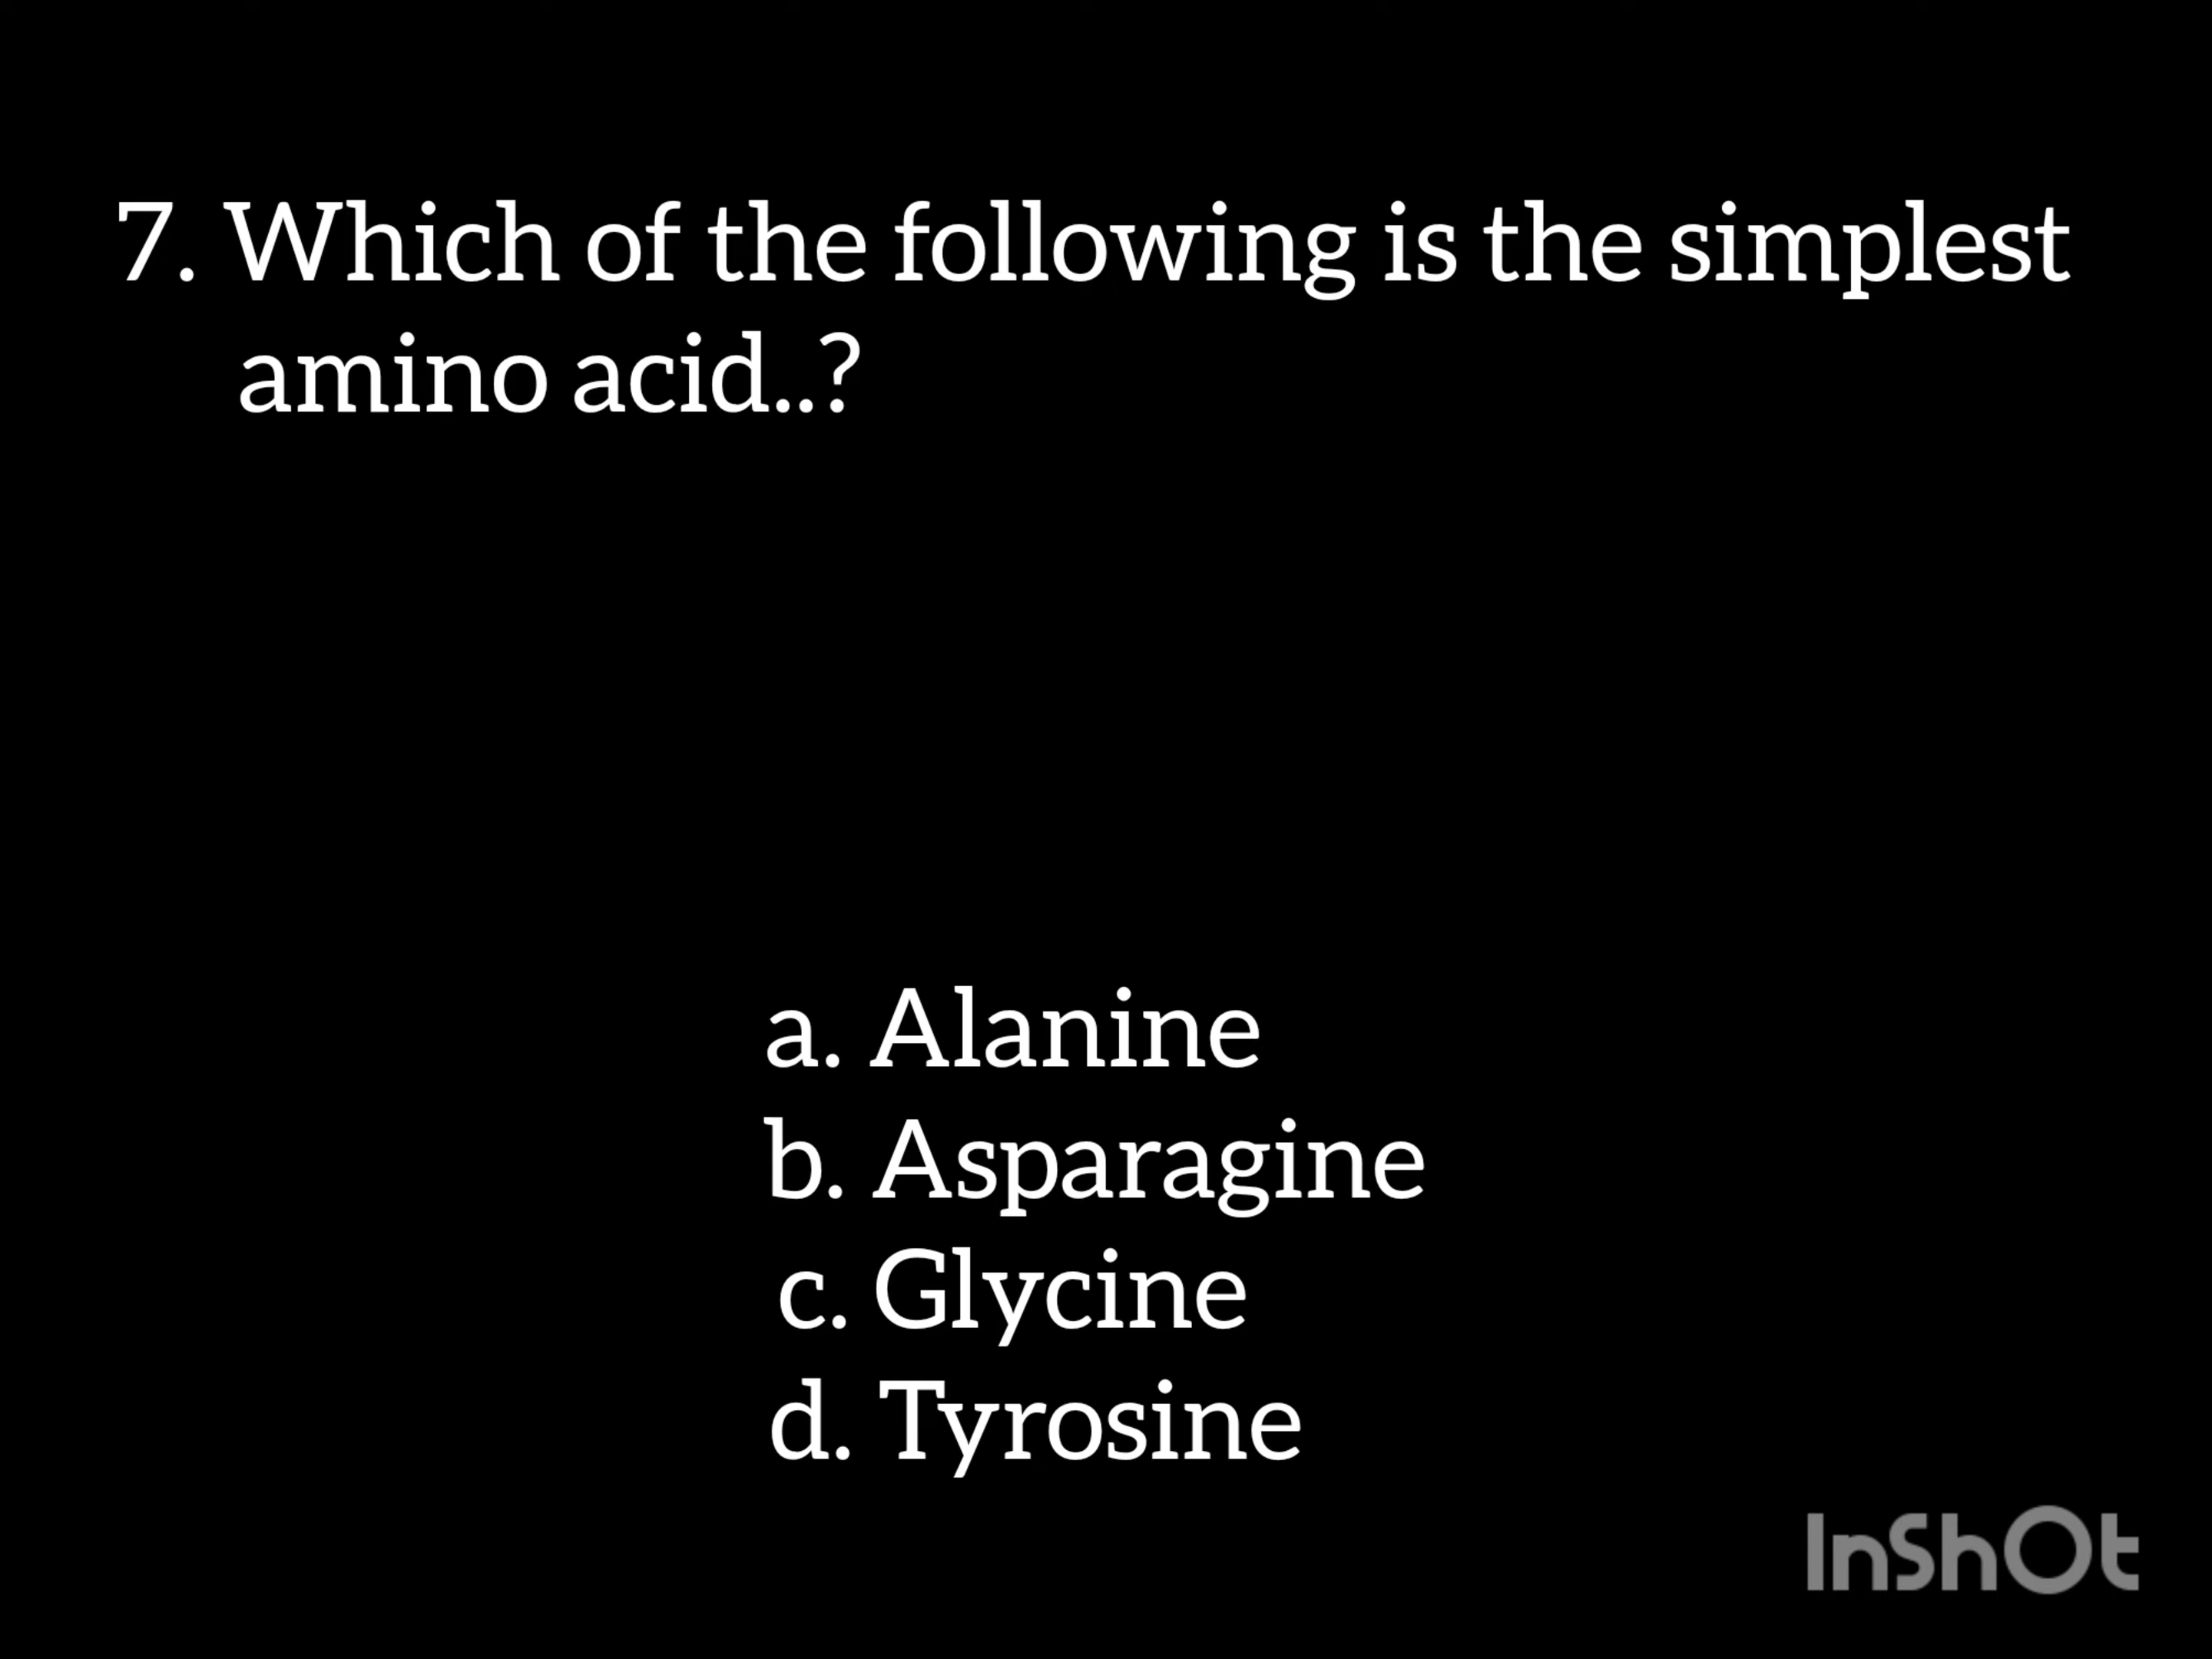 7. Which of the following is the simplest
amino acid...?
a. Alanine
b. Asparagine
c. Glycine
d. Tyrosine
InShOt